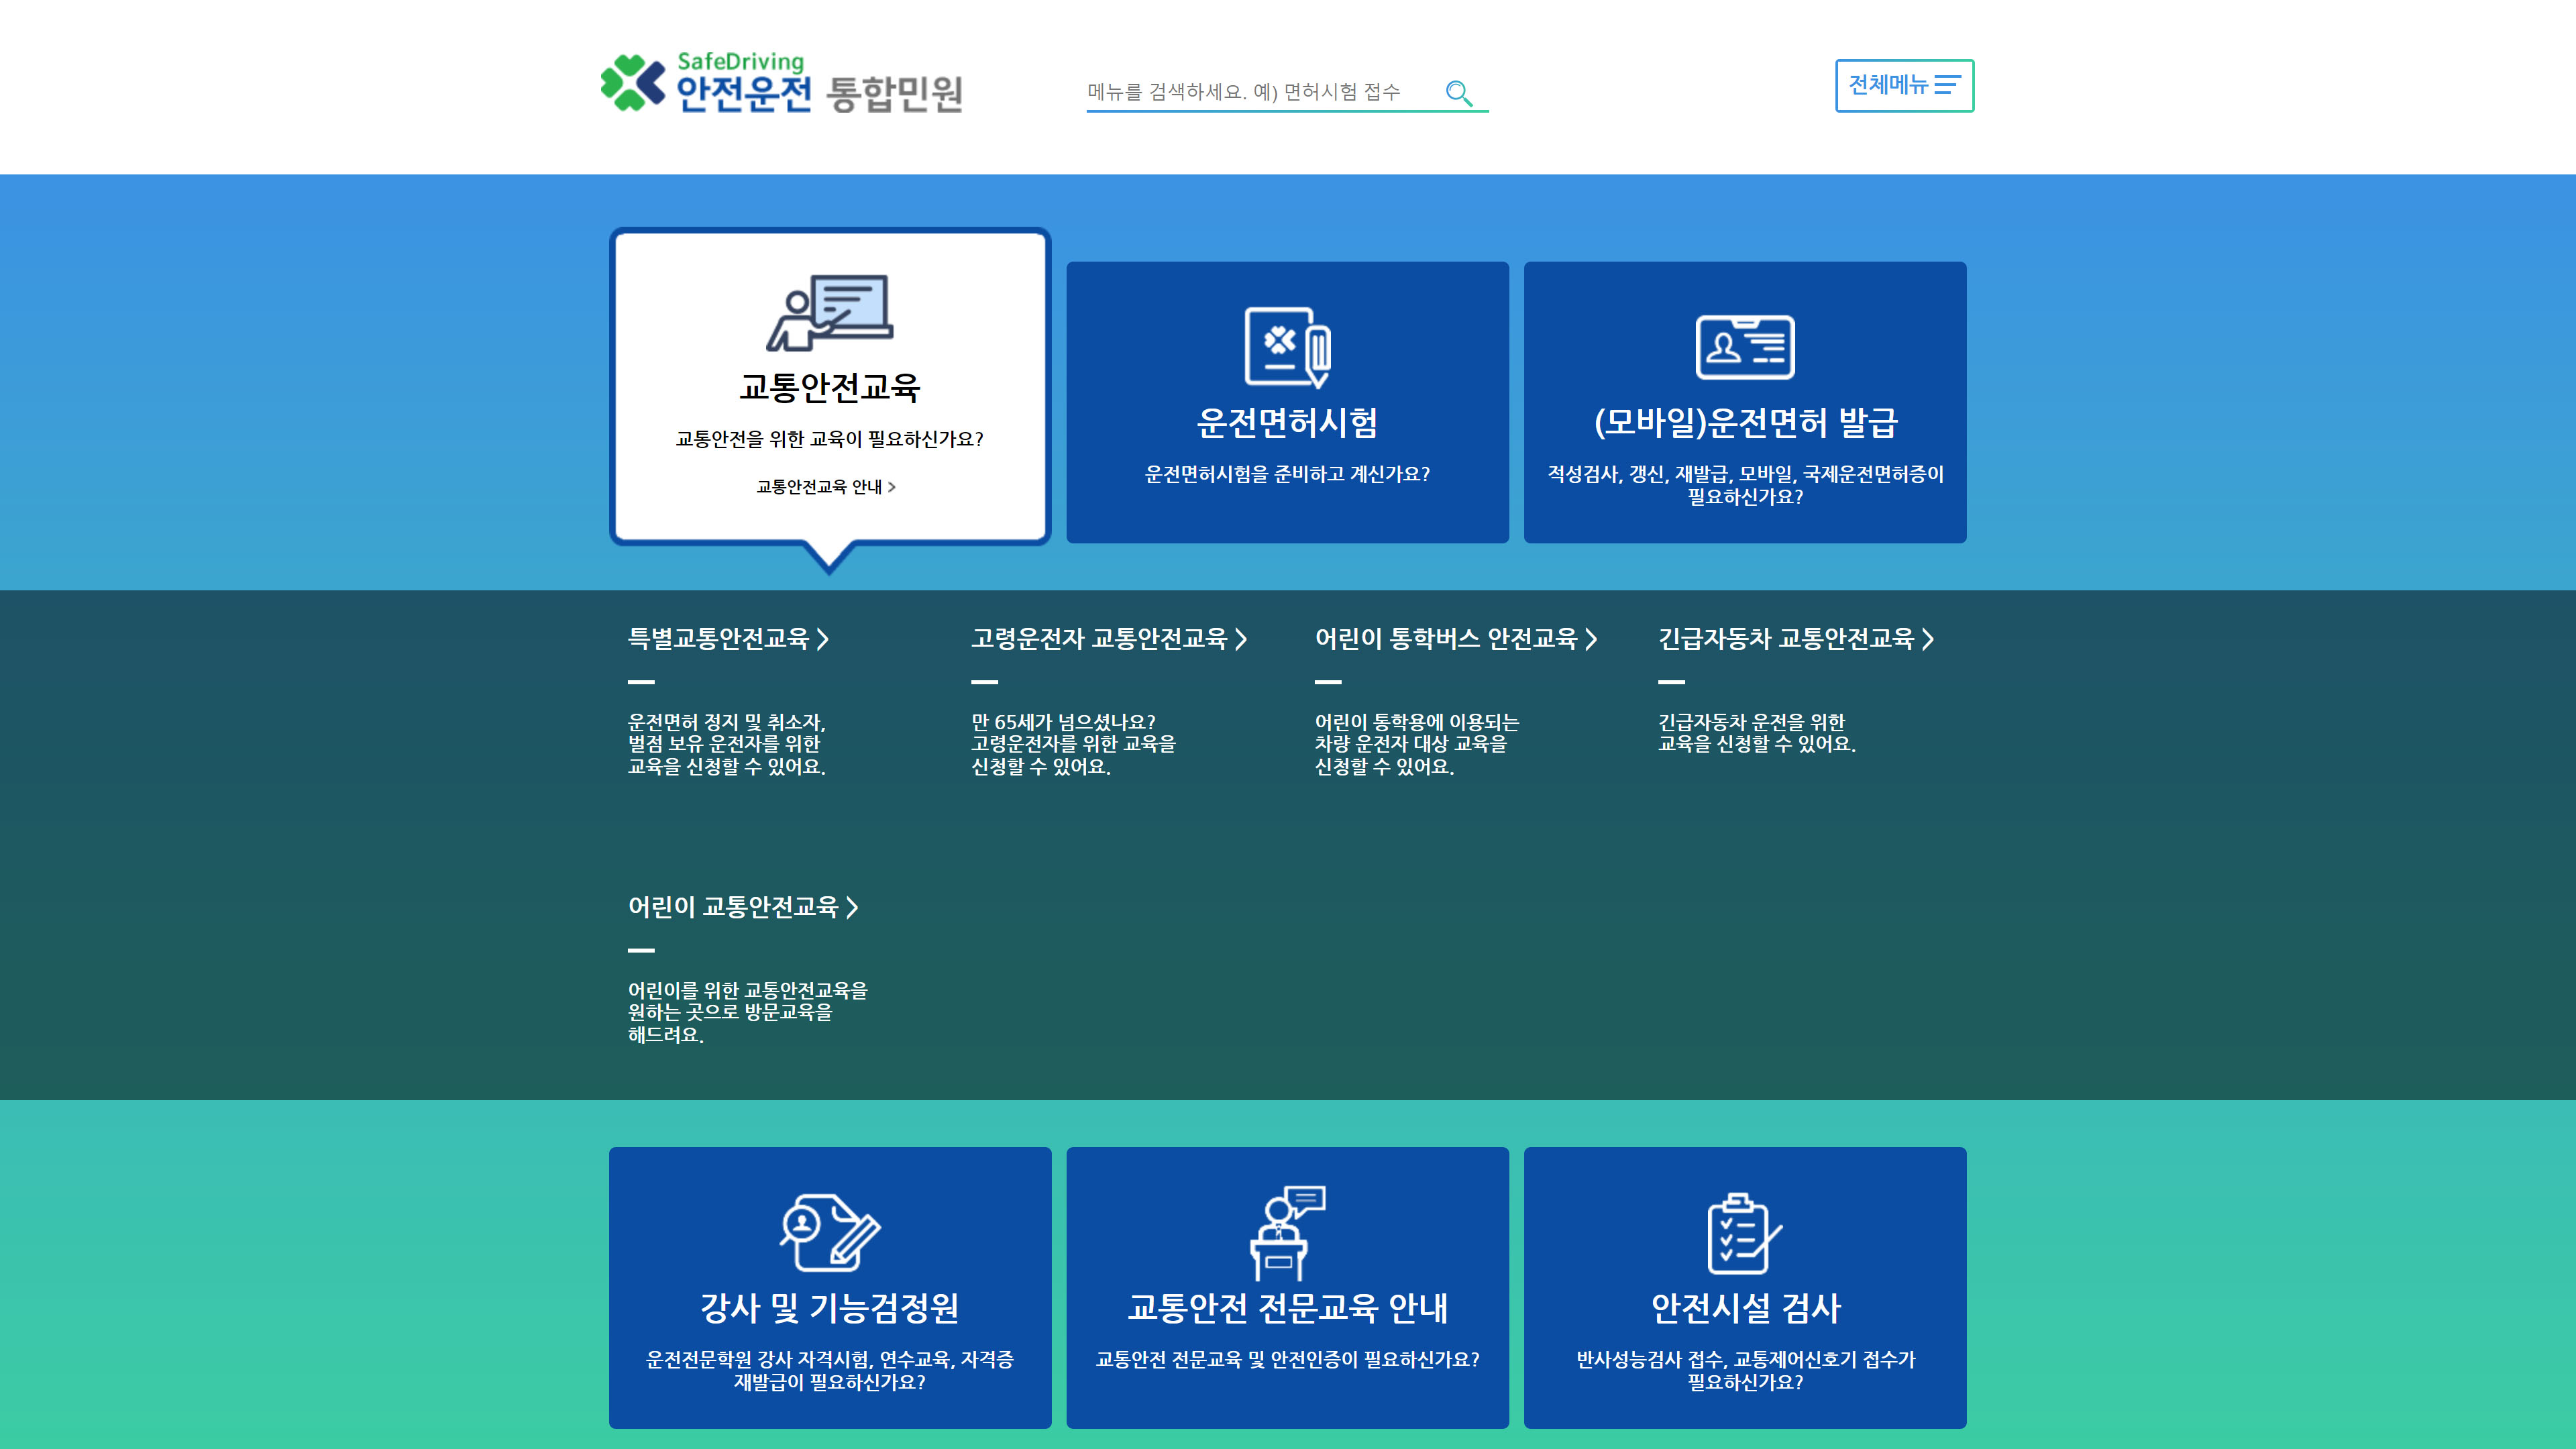 SafeDriving
안전운전 통합민원
메뉴를 검색하세요. 예) 면허시험 접수
전체메뉴
교통안전교육
교통안전을 위한 교육이 필요하신가요?
교통안전교육 안내 >
운전면허시험
운전면허시험을 준비하고 계신가요?
(모바일)운전면허 발급
적성검사, 갱신, 재발급, 모바일, 국제운전면허증이
필요하신가요?
특별교통안전교육 >
운전면허 정지 및 취소자,
벌점 보유 운전자를 위한
교육을 신청할 수 있어요.
고령운전자 교통안전교육 >
만 65세가 넘으셨나요?
고령운전자를 위한 교육을
신청할 수 있어요.
어린이 통학버스 안전교육 >
어린이 통학용에 이용되는
차량 운전자 대상 교육을
신청할 수 있어요.
긴급자동차 교통안전교육 >
긴급자동차 운전을 위한
교육을 신청할 수 있어요.
어린이 교통안전교육 >
어린이를 위한 교통안전교육을
원하는 곳으로 방문교육을
해드려요.
강사 및 기능검정원
운전전문학원 강사 자격시험, 연수교육, 자격증
재발급이 필요하신가요?
교통안전 전문교육 안내
교통안전 전문교육 및 안전인증이 필요하신가요?
안전시설 검사
반사성능검사 접수, 교통제어신호기 접수가
필요하신가요?